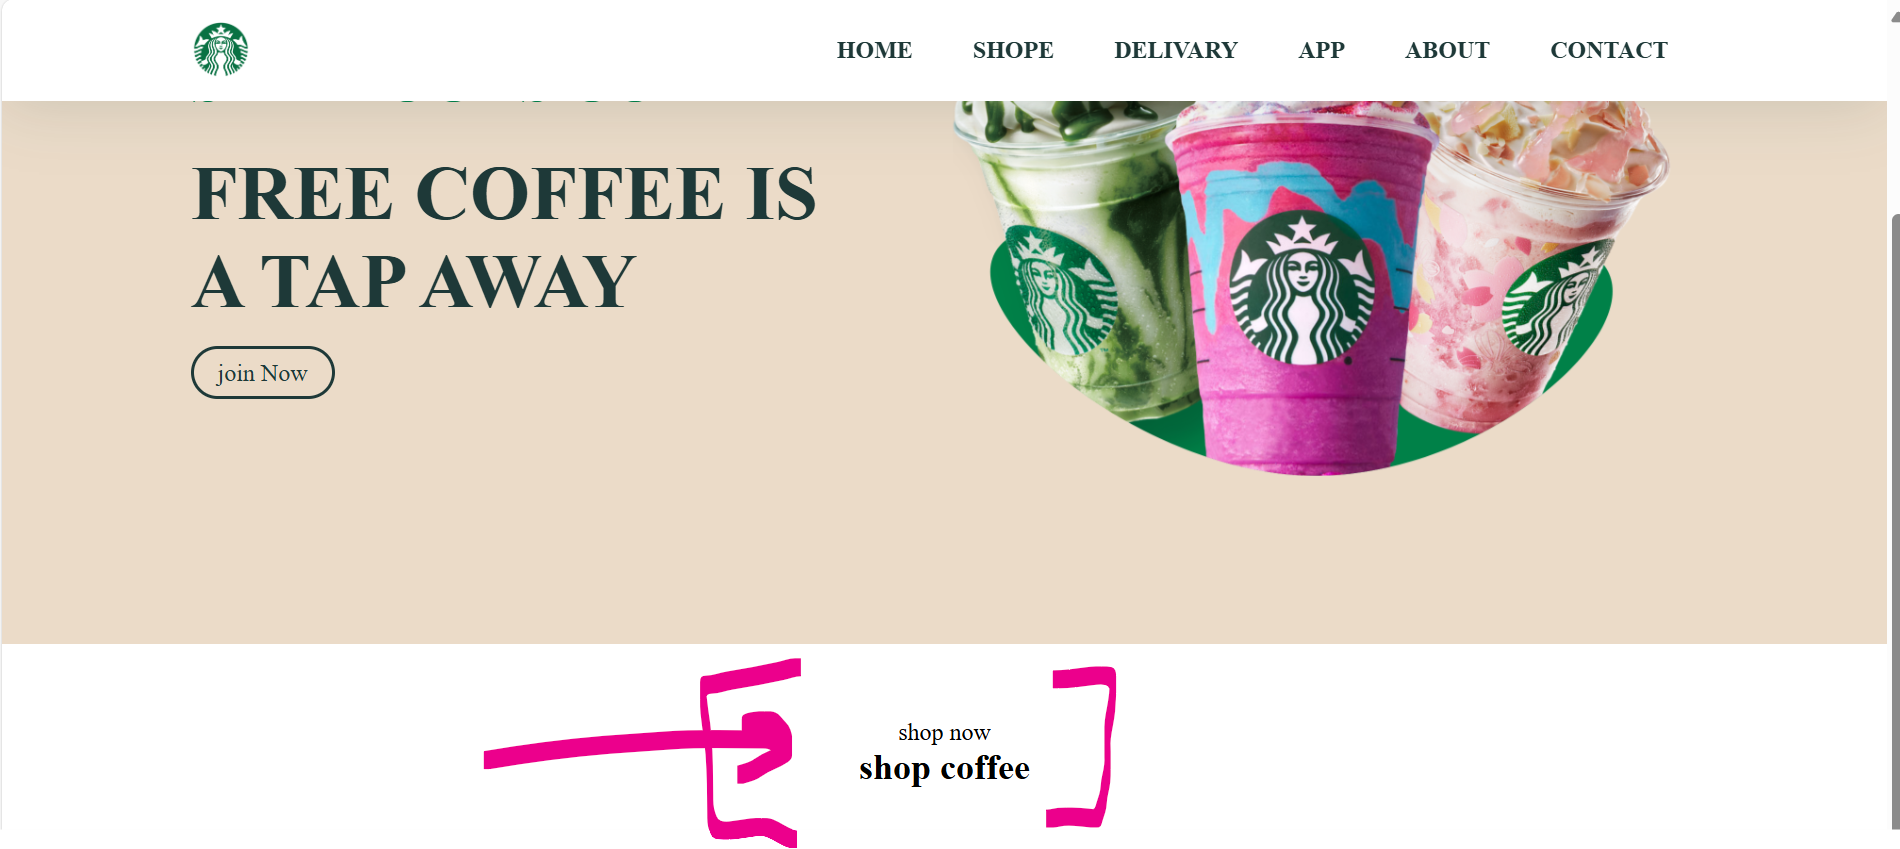 HOME SHOPE DELIVARY APP ABOUT CONTACT
FREE COFFEE IS
A TAP AWAY
join Now
shop now
shop coffee